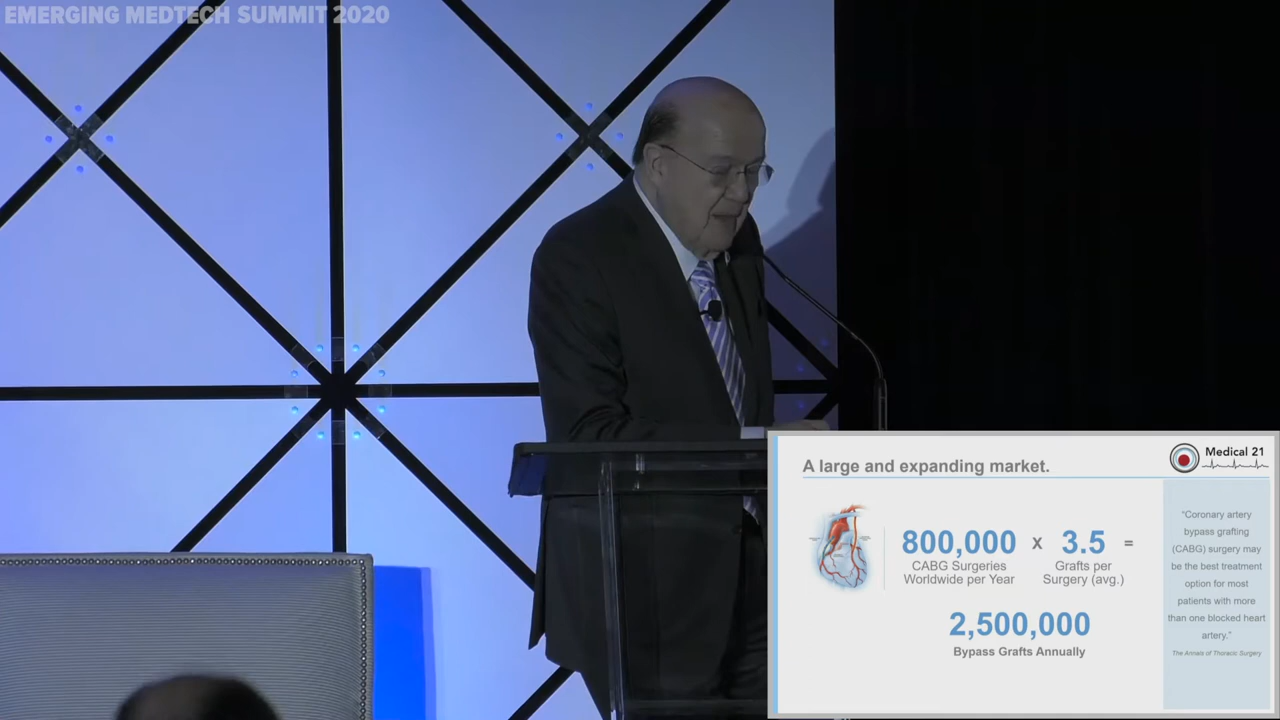 EMERGING MEDTECH SUMMIT 2020
Medical 21
A large and expanding market.
800,000 x 3.5 =
CABG Surgeries
Worldwide per Year
Grafts per
Surgery (avg.)
2,500,000
Bypass Grafts Annually
“Coronary artery
bypass grafting
(CABG) surgery may
be the best treatment
option for most
patients with more
than one blocked heart
artery.”
The Annals of Thoracic Surgery